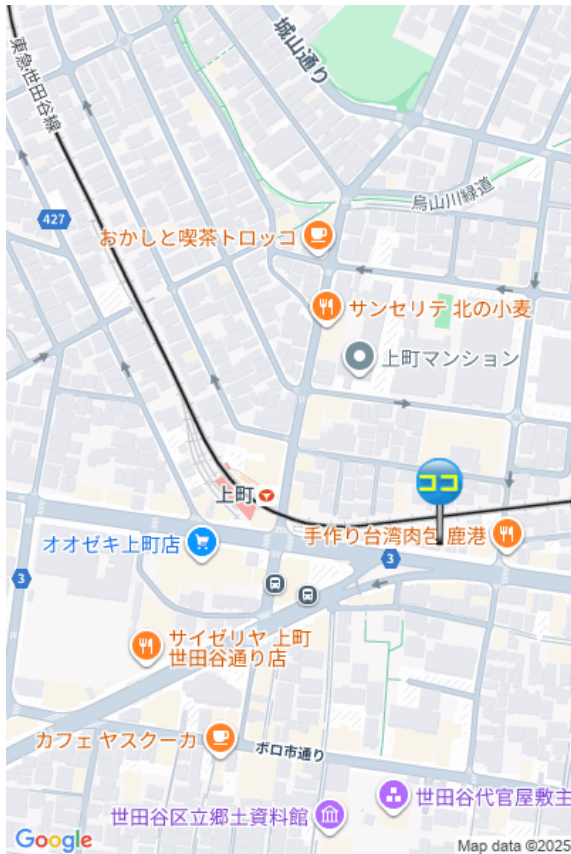 城山通り
東急世田谷線
烏山川緑道
427
おかしと喫茶トロッコ
サンセリテ 北の小麦
上町マンション
ココ
上町
手作り台湾肉包 鹿港
オオゼキ上町店
3
3
サイゼリヤ 上町
世田谷通り店
カフェ ヤスクーカ
ボロ市通り
世田谷代官屋敷主
世田谷区立郷土資料館
Google
Map data ©2025